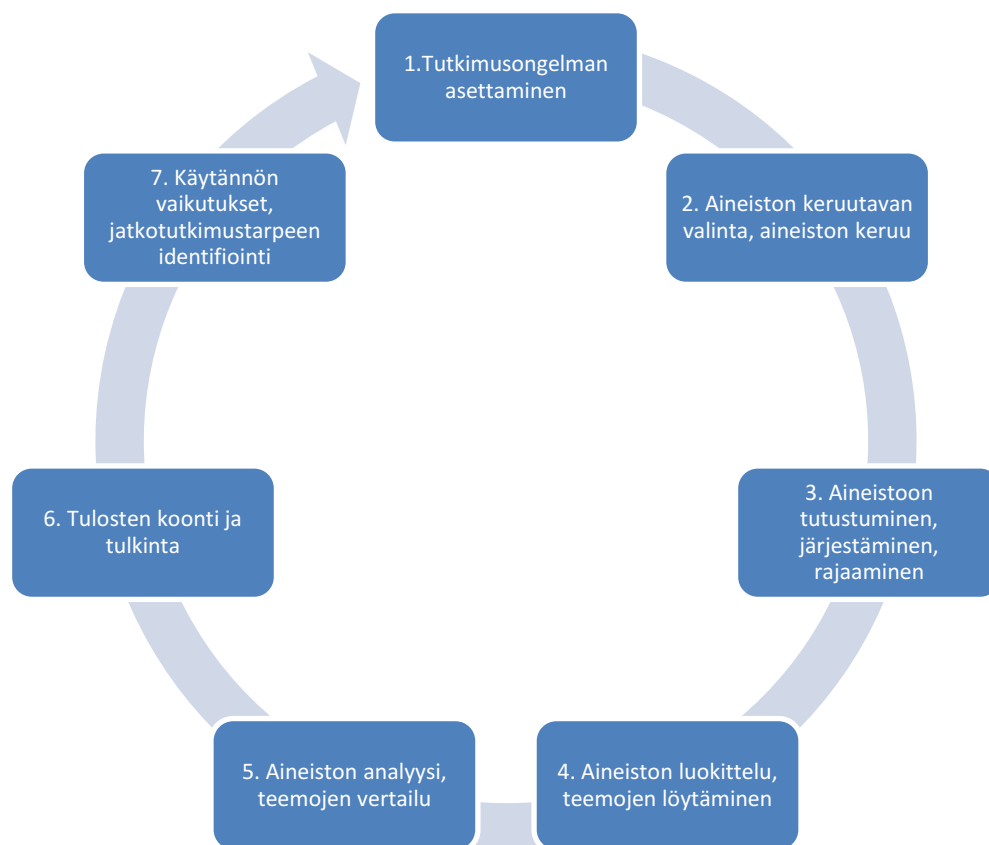 1.Tutkimusongelman
asettaminen
2. Aineiston keruutavan
valinta, aineiston keruu
3. Aineistoon
tutustuminen,
järjestäminen,
rajaaminen
4. Aineiston luokittelu,
teemojen löytäminen
5. Aineiston analyysi,
teemojen vertailu
6. Tulosten koonti ja
tulkinta
7. Käytännön
vaikutukset,
jatkotutkimustarpeen
identifiointi